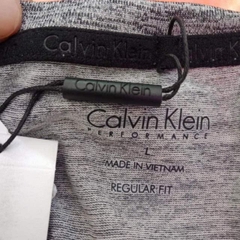 Calvin Klein
Calvin Klein
Calvin Klein
PERFORMANCE
L
MADE IN VIETNAM
REGULAR FIT